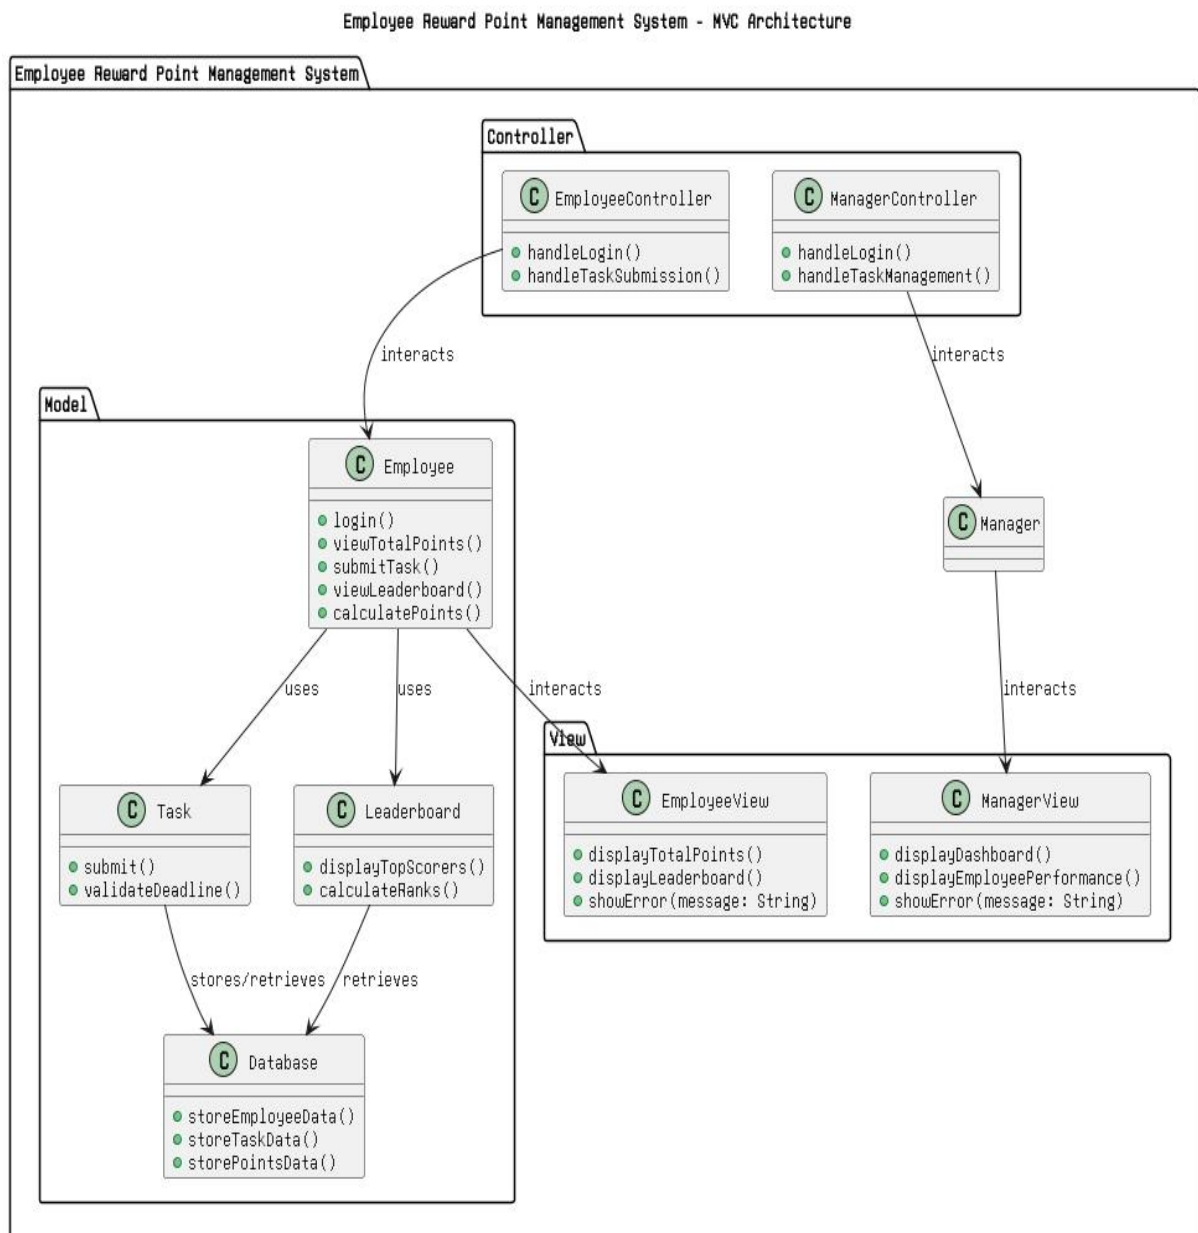 Employee Reward Point Management System - MVC Architecture
Employee Reward Point Management System
Controller
C EmployeeController
handleLogin()
handleTaskSubmission()
C ManagerController
handleLogin()
handleTaskManagement()
interacts
interacts
Model
C Employee
login()
viewTotalPoints()
submitTask()
viewLeaderboard()
calculatePoints()
C Manager
uses
uses
interacts
interacts
View
C Task
submit()
validateDeadline()
C Leaderboard
displayTopScorers()
calculateRanks()
C EmployeeView
displayTotalPoints()
displayLeaderboard()
showError(message: String)
C ManagerView
displayDashboard()
displayEmployeePerformance()
showError(message: String)
stores/retrieves
retrieves
C Database
storeEmployeeData()
storeTaskData()
storePointsData()